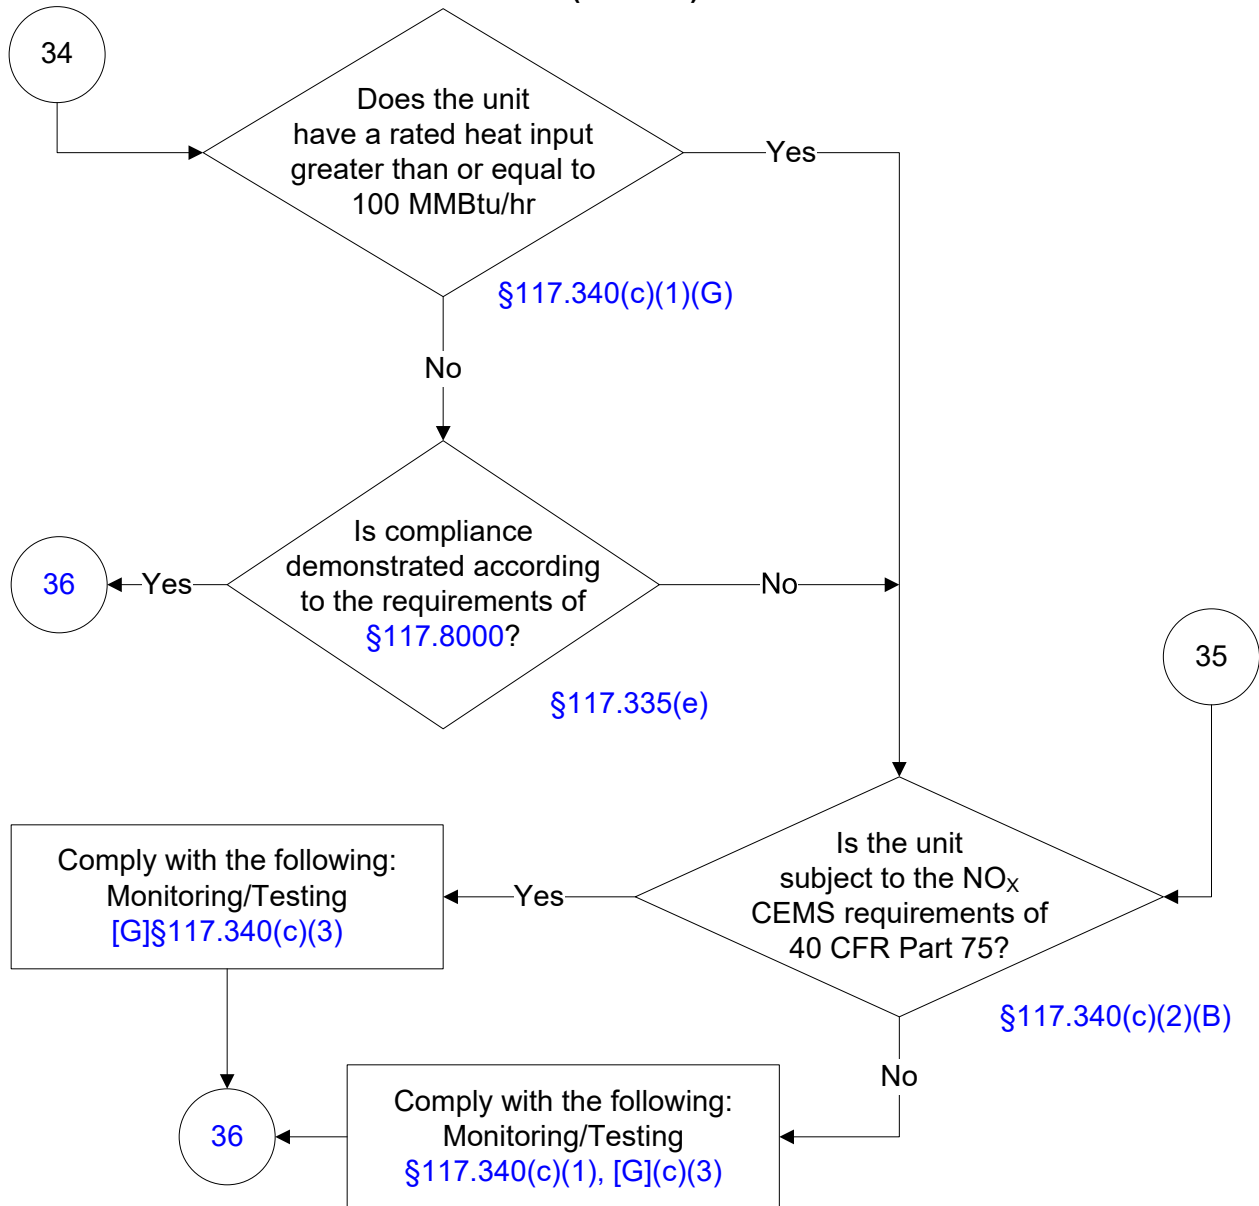 34
Does the unit
have a rated heat input
greater than or equal to
100 MMBtu/hr
Yes
§117.340(c)(1)(G)
No
Is compliance
demonstrated according
to the requirements of
§117.8000?
Yes
36
No
§117.335(e)
35
Is the unit
subject to the NOX
CEMS requirements of
40 CFR Part 75?
Yes
§117.340(c)(2)(B)
Comply with the following:
Monitoring/Testing
[G]§117.340(c)(3)
No
Comply with the following:
Monitoring/Testing
§117.340(c)(1), [G](c)(3)
36